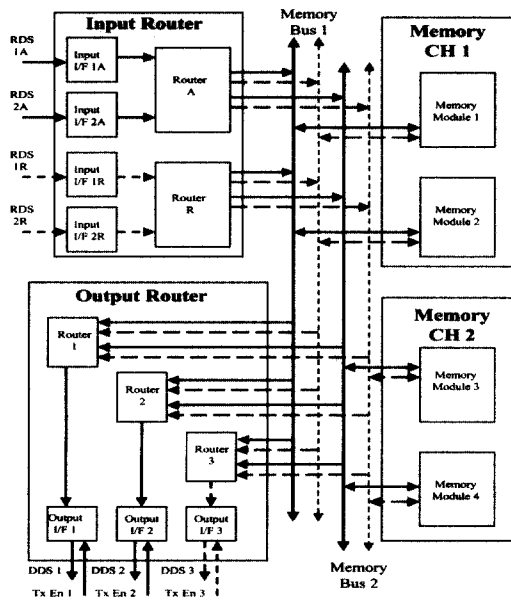 Input Router
RDS
1A
Input
I/F 1A
RDS
2A
Input
I/F 2A
Router
A
RDS
1R
Input
I/F 1R
RDS
2R
Input
I/F 2R
Router
R
Memory
Bus 1
Memory
CH 1
Memory
Module 1
Memory
Module 2
Output Router
Router
1
Router
2
Router
3
Output
I/F 1
Output
I/F 2
Output
I/F 3
DDS 1
DDS 2
DDS 3
Tx En 1
Tx En 2
Tx En 3
Memory
CH 2
Memory
Module 3
Memory
Module 4
Memory
Bus 2